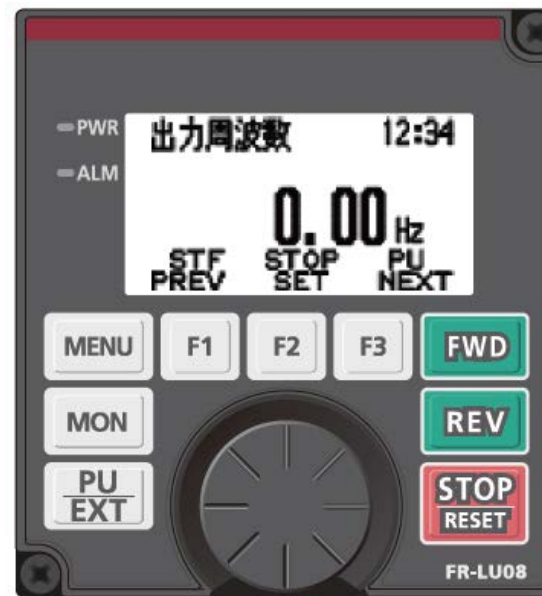 PWR
出力周波数 12:34
ALM
0.00 Hz
STF STOP PU
PREV SET NEXT
MENU F1 F2 F3 FWD
MON REV
PU
EXT
STOP
RESET
FR-LU08